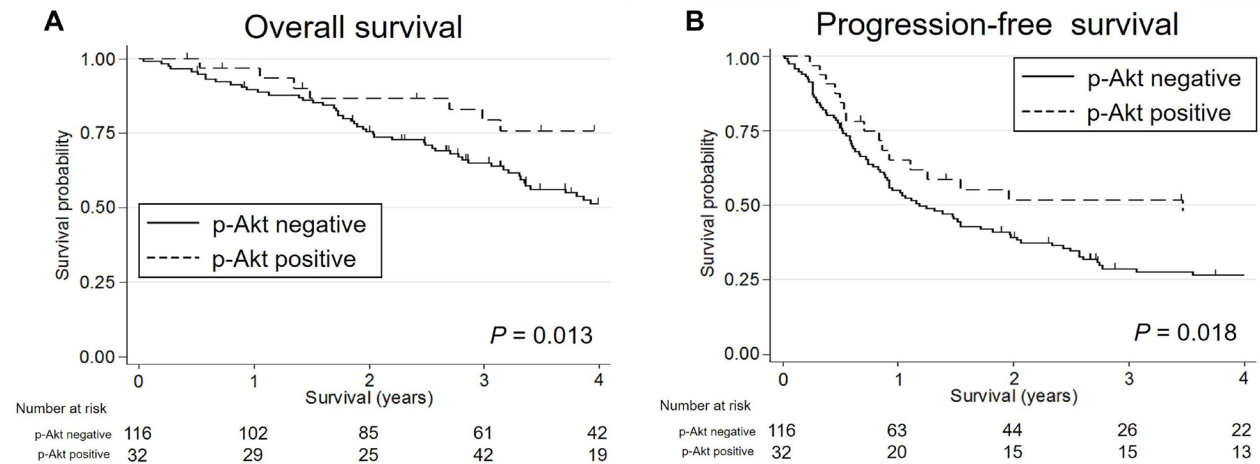 A
Overall survival
1.00
0.75
0.50
0.25
0.00
Survival probability
p-Akt negative
p-Akt positive
P = 0.013
0 1 2 3 4
Survival (years)
Number at risk
p-Akt negative 116 102 85 61 42
p-Akt positive 32 29 25 42 19
B
Progression-free survival
1.00
0.75
0.50
0.25
0.00
Survival probability
p-Akt negative
p-Akt positive
P = 0.018
0 1 2 3 4
Survival (years)
Number at risk
p-Akt negative 116 63 44 26 22
p-Akt positive 32 20 15 15 13